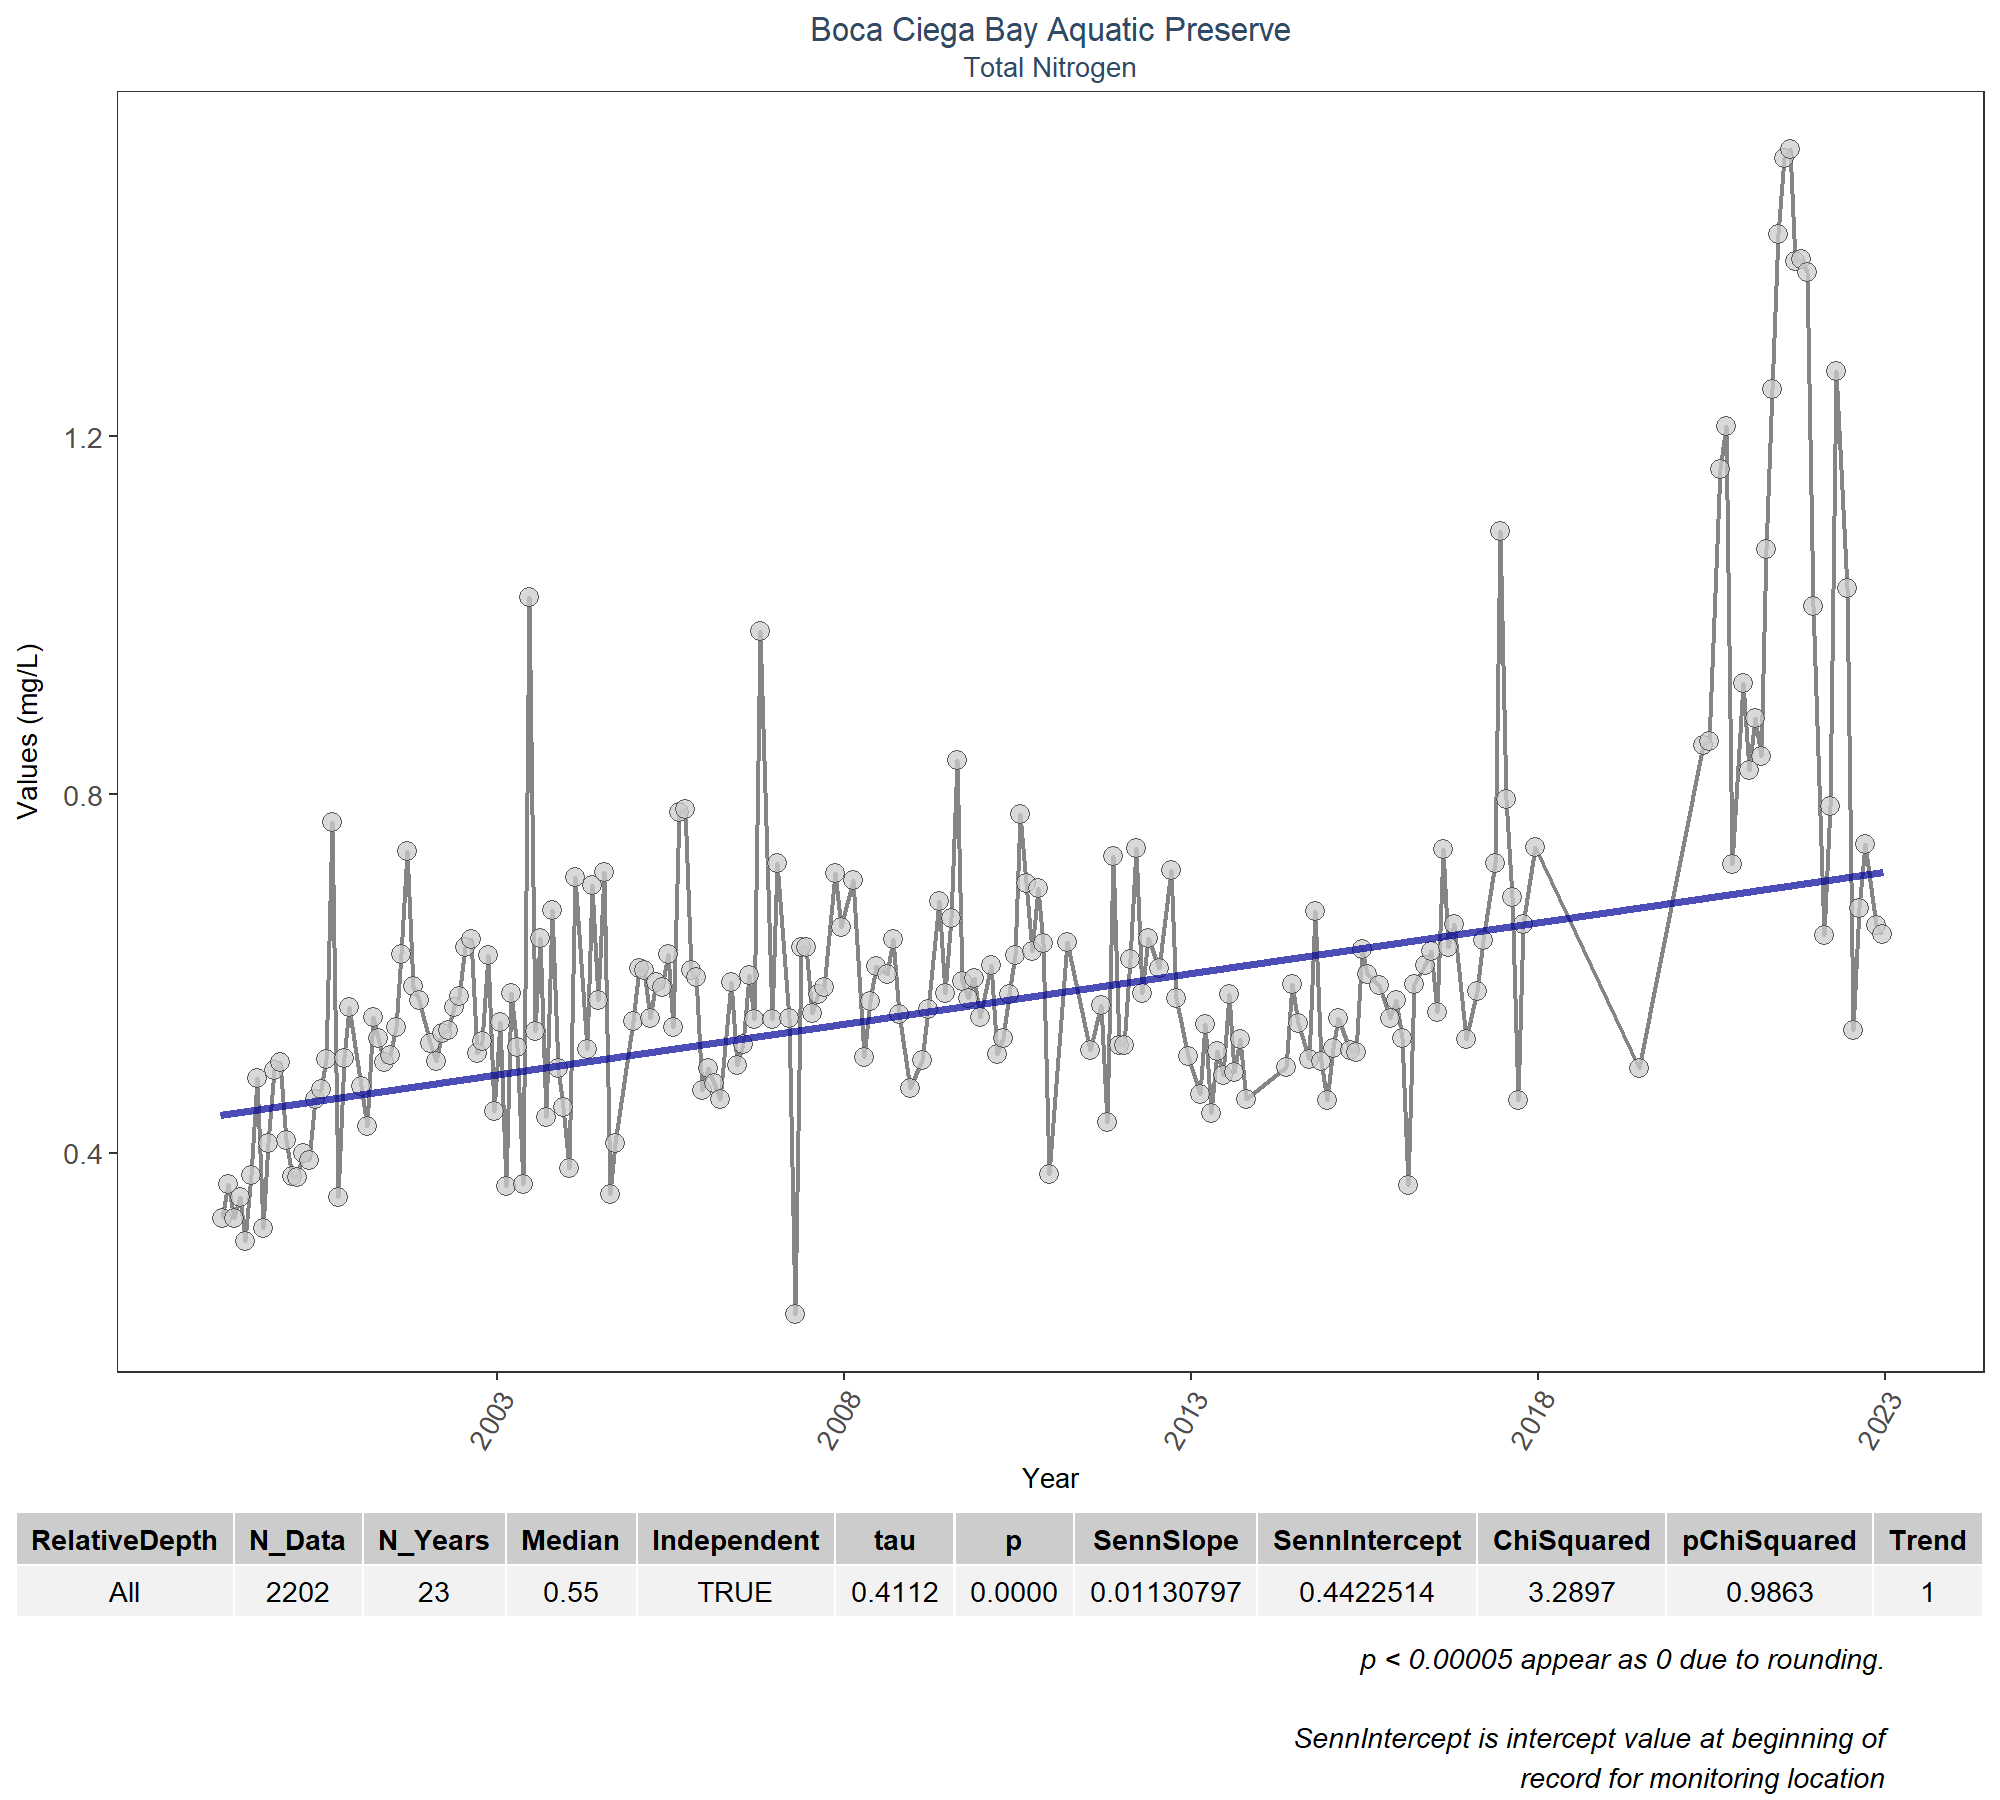 Boca Ciega Bay Aquatic Preserve
Total Nitrogen
Values (mg/L)
1.2
0.8
0.4
2003 2008 2013 2018 2023
Year
RelativeDepth N_Data N_Years Median Independent tau p SennSlope SennIntercept ChiSquared pChiSquared Trend
All 2202 23 0.55 TRUE 0.4112 0.0000 0.01130797 0.4422514 3.2897 0.9863 1
p < 0.00005 appear as 0 due to rounding.
SennIntercept is intercept value at beginning of
record for monitoring location